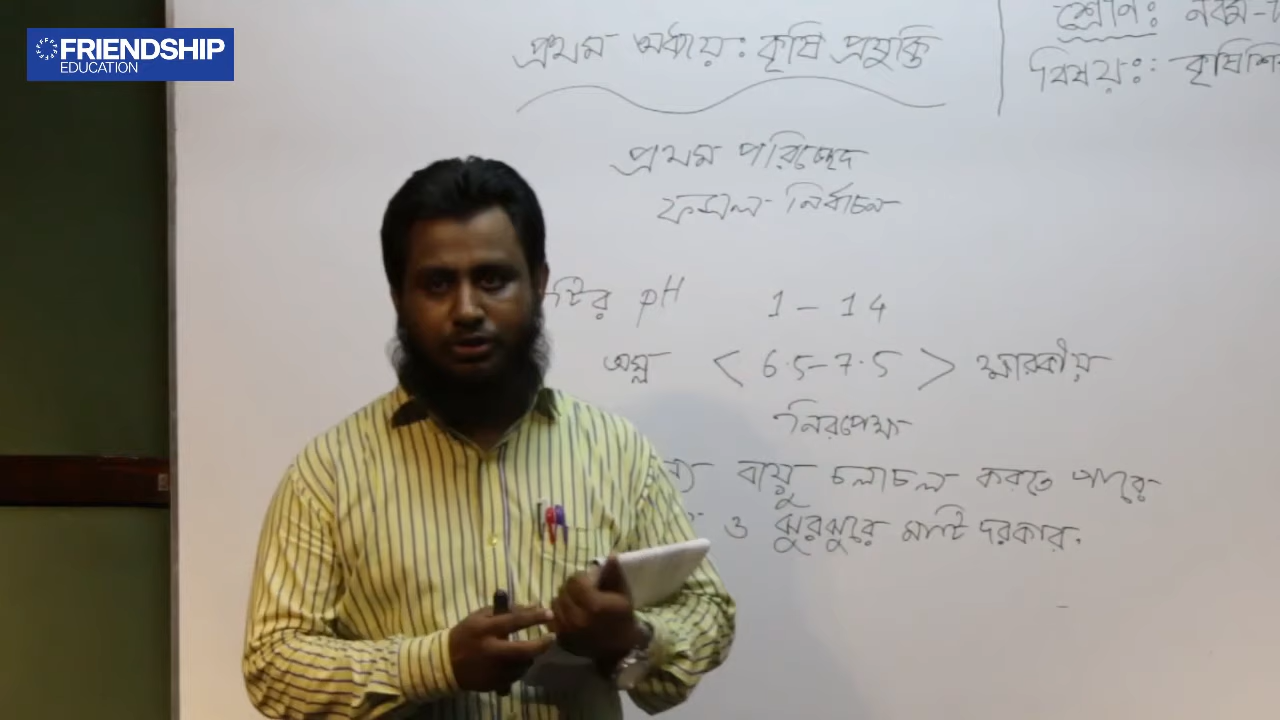 FRIENDSHIP
EDUCATION
শ্রেণি: নবম-
বিষয়ঃ: কৃষিশি
প্রথম অধ্যায়: কৃষি প্রযুক্তি
প্রথম পরিচ্ছেদ
ফসল নির্বাচন
টির pH 1 - 14
অম্ল < 6.5-7.5 > ক্ষারকীয়
নিরপেক্ষ
ন্য বায়ু চলাচল করতে পারে
ও ঝুরঝুরে মাটি দরকার.